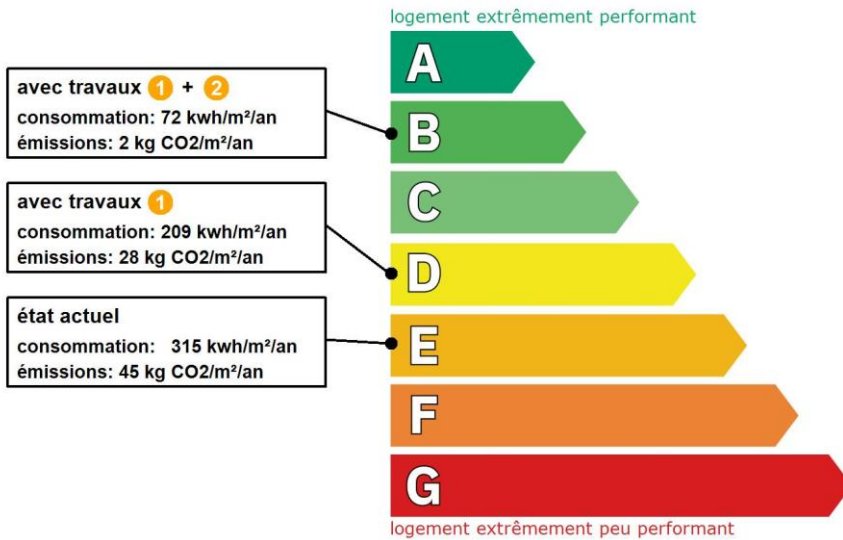 logement extrêmement performant
A
avec travaux 1 + 2
consommation: 72 kwh/m²/an
émissions: 2 kg CO2/m²/an
B
C
avec travaux 1
consommation: 209 kwh/m²/an
émissions: 28 kg CO2/m²/an
D
état actuel
consommation: 315 kwh/m²/an
émissions: 45 kg CO2/m²/an
E
F
G
logement extrêmement peu performant